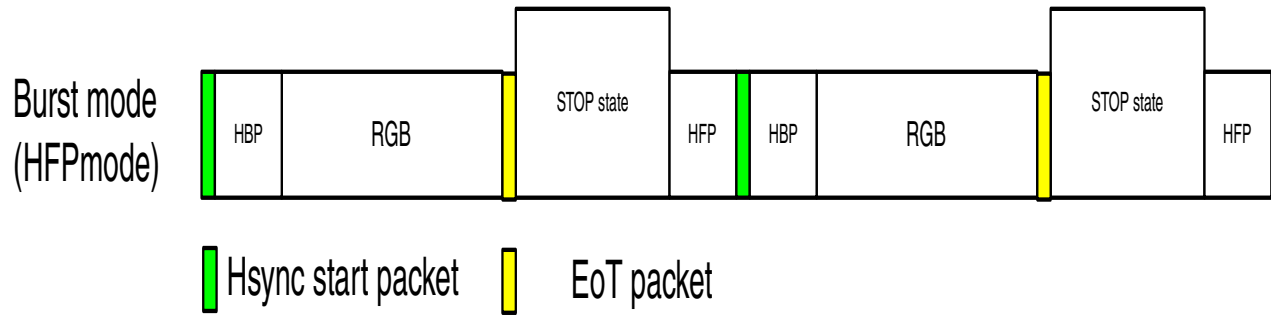 Burst mode
(HFPmode)
HBP
RGB
STOP state
HFP
HBP
RGB
STOP state
HFP
Hsync start packet
EoT packet